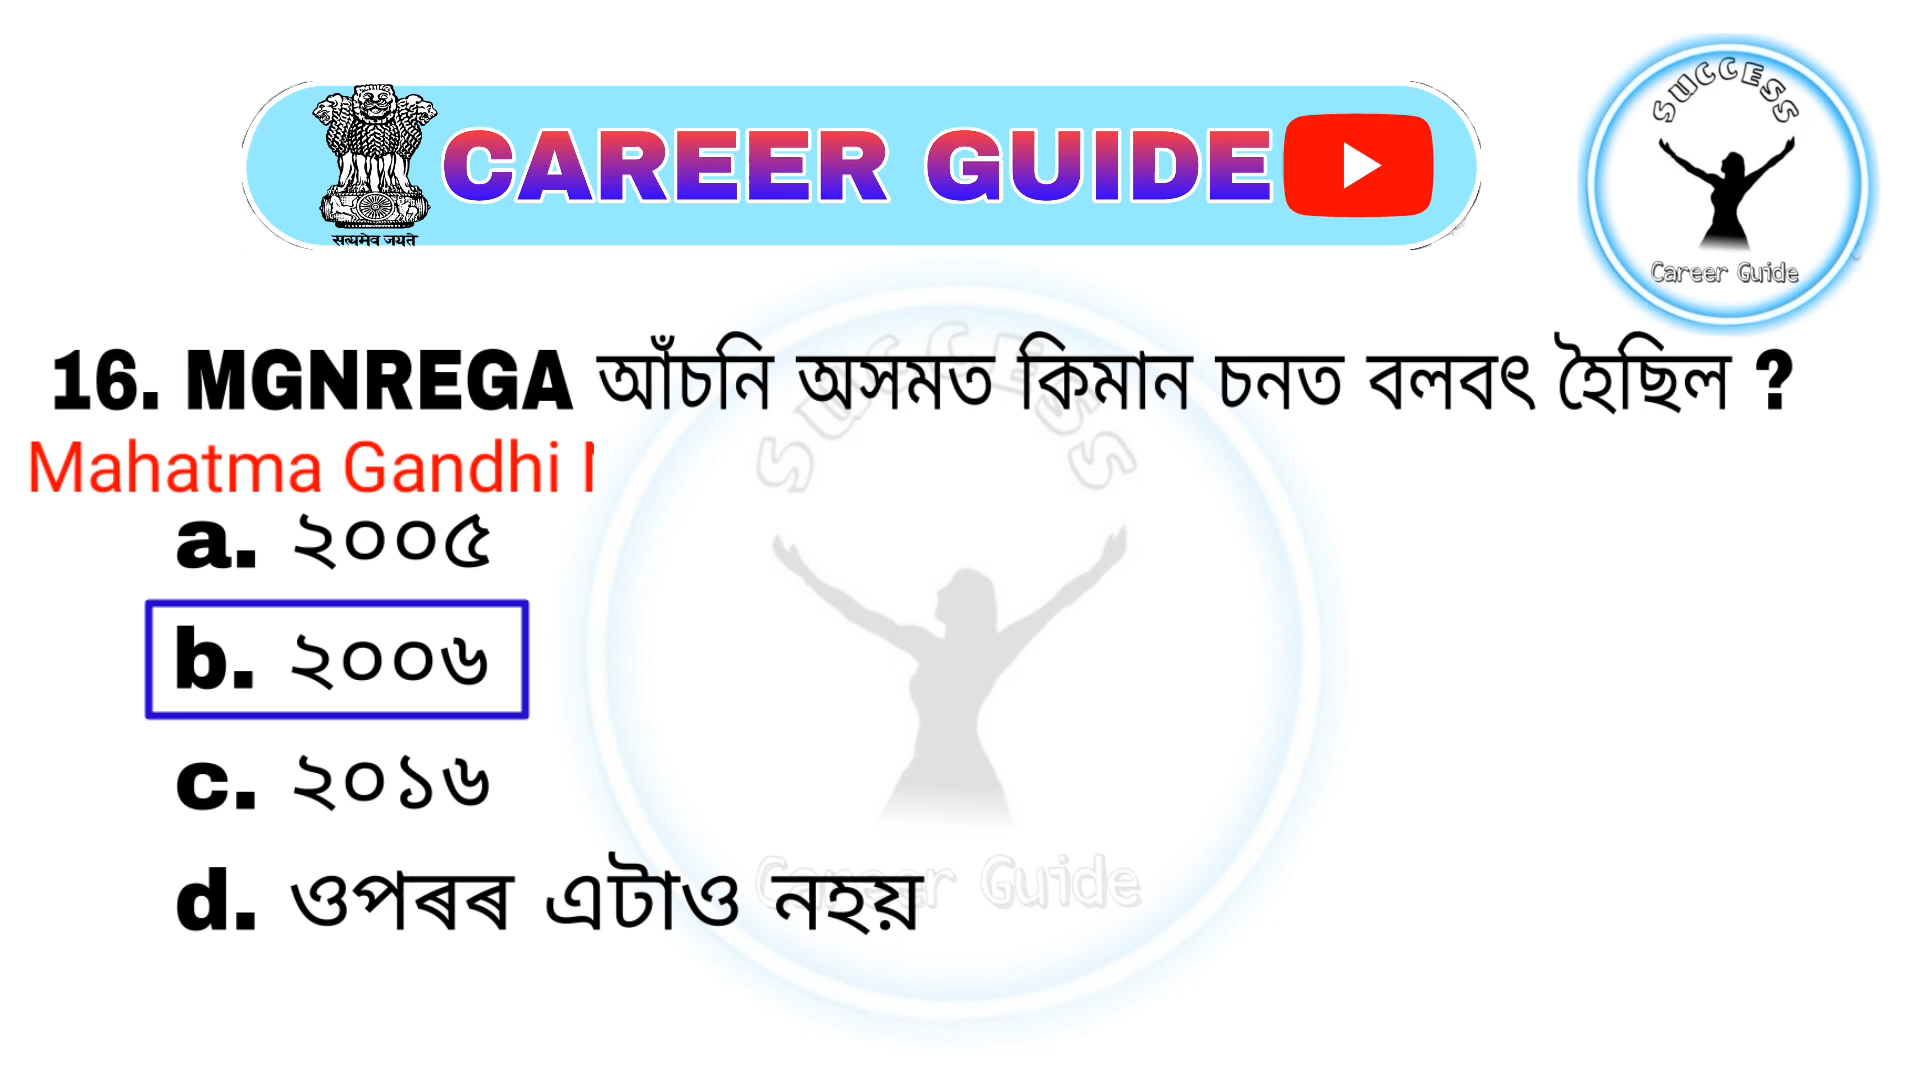 सत्यमेव जयते
CAREER GUIDE
SUCCESS
Career Guide
16. MGNREGA আঁচনি অসমত কিমান চনত বলবৎ হৈছিল ?
Mahatma Gandhi
a. ২০০৫
b. ২০০৬
c. ২০১৬
d. ওপৰৰ এটাও নহয়
SUCCESS
Career Guide